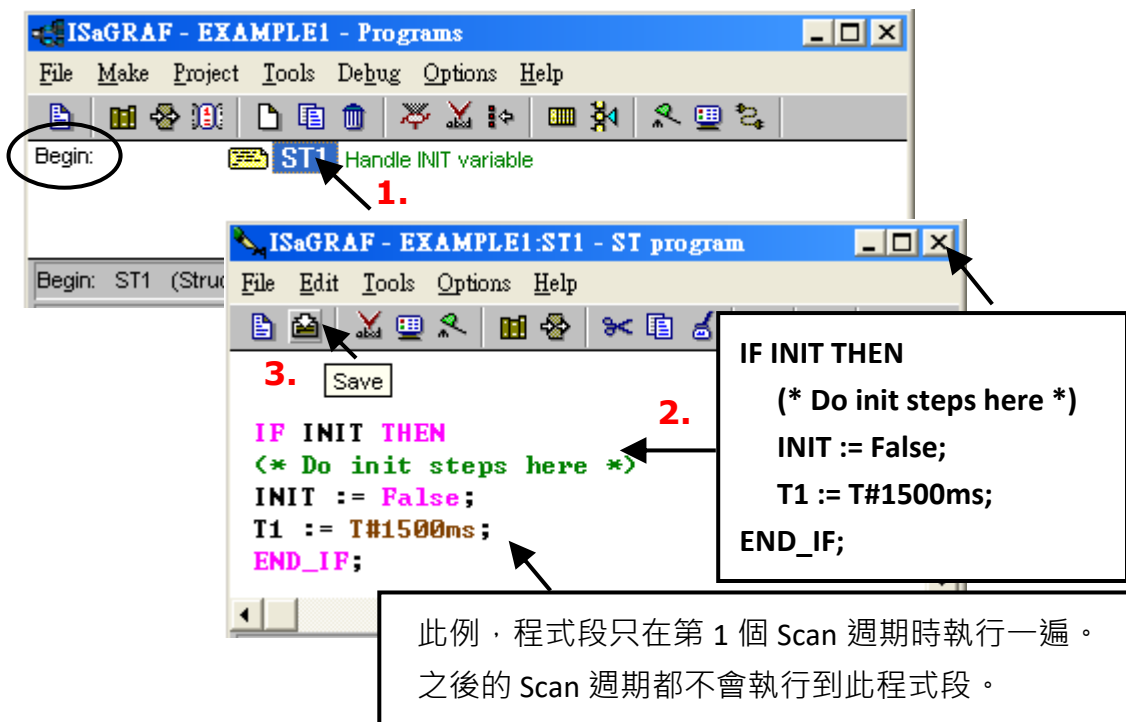 ISaGRAF - EXAMPLE1 - Programs
File Make Project Tools Debug Options Help
Begin:
ST1 Handle INIT variable
1.
ISaGRAF - EXAMPLE1:ST1 - ST program
Begin: ST1 (Struc
File Edit Tools Options Help
3.
Save
2.
IF INIT THEN
(* Do init steps here *)
INIT := False;
T1 := T#1500ms;
END_IF;
IF INIT THEN
(* Do init steps here *)
INIT := False;
T1 := T#1500ms;
END_IF;
此例，程式段只在第 1 個 Scan 週期時執行一遍。
之後的 Scan 週期都不會執行到此程式段。